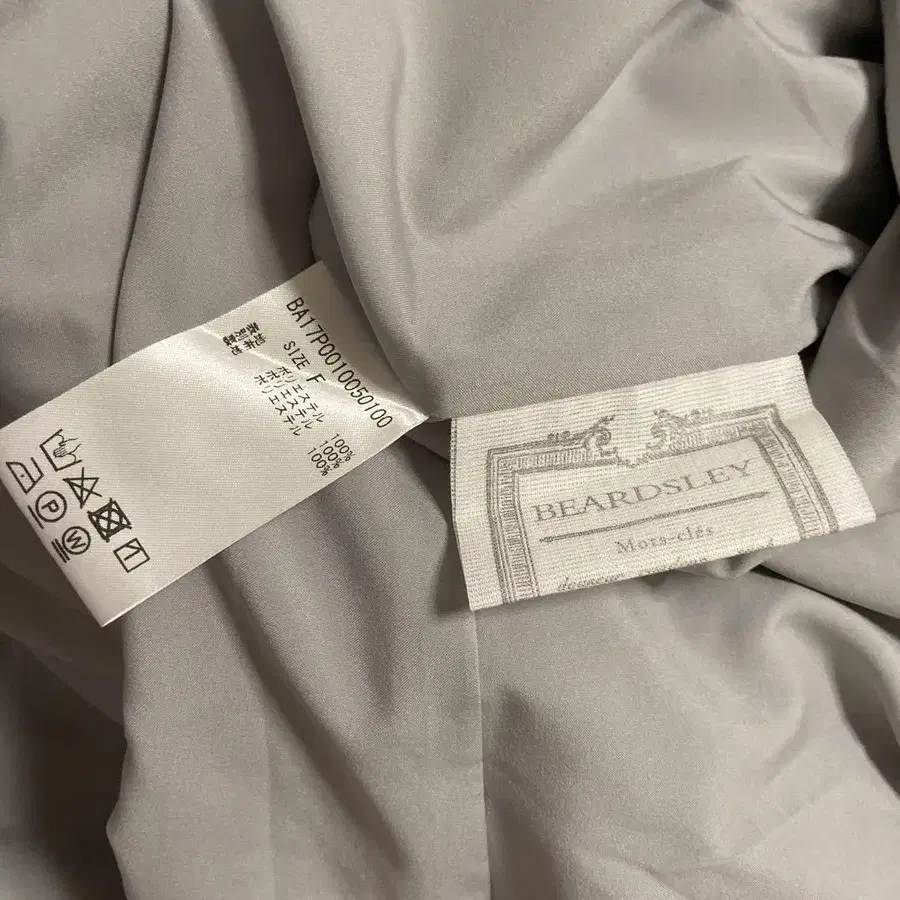 BA17P0010050100
SIZE F
ポリエステル 100%
ポリエステル 100%
ポリエステル 100%
P
W
BEARDSLEY
Mots-clés